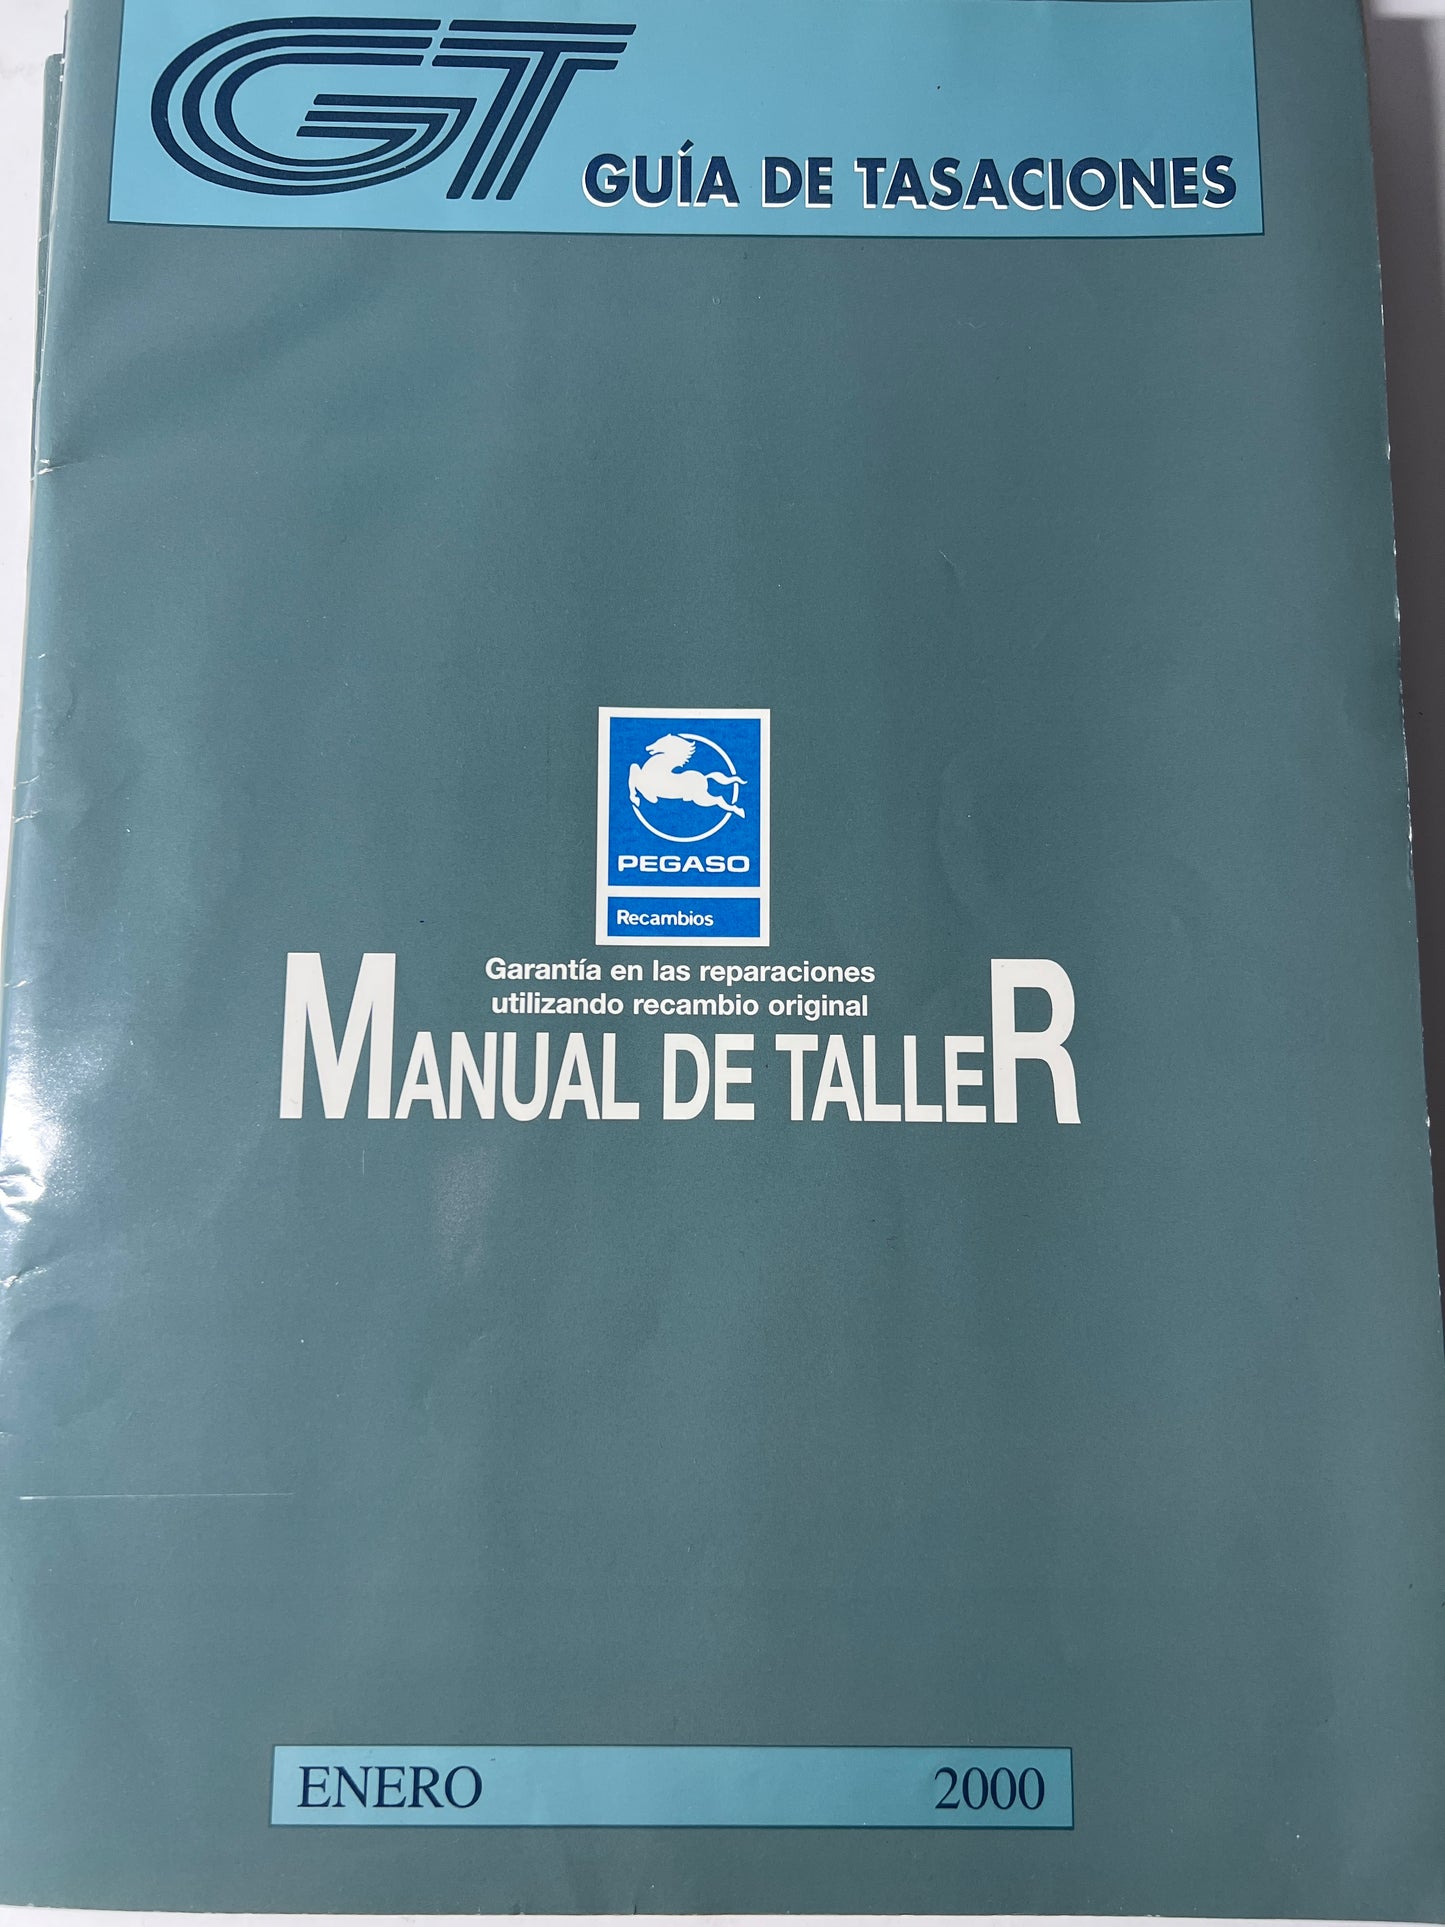 GT GUÍA DE TASACIONES
PEGASO
Recambios
Garantía en las reparaciones
utilizando recambio original
MANUAL DE TALLER
ENERO 2000